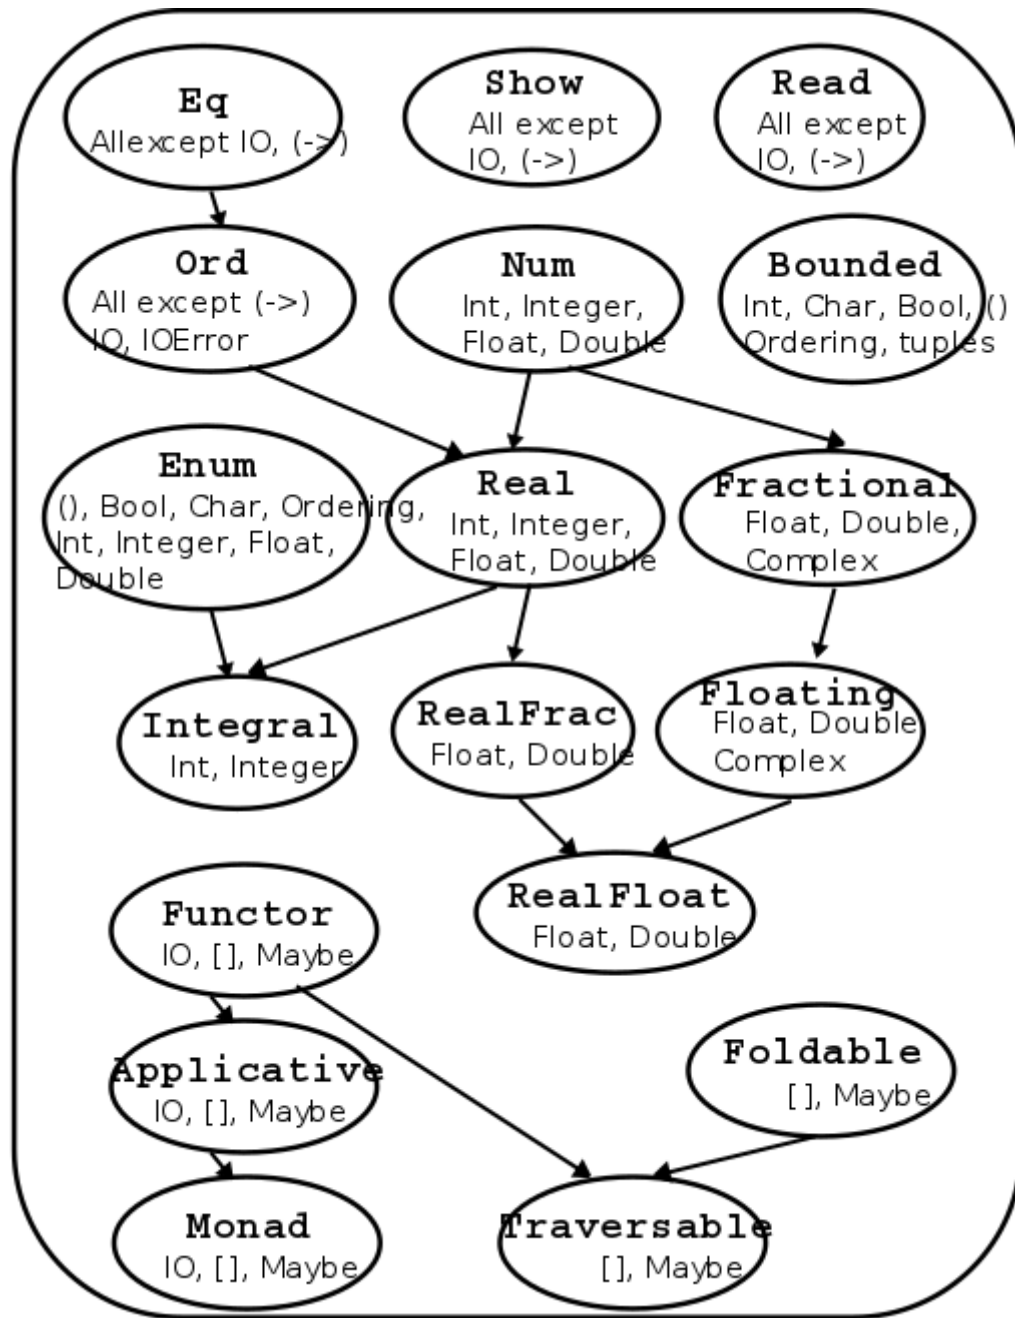 Eq
Allexcept IO, (->)
Show
All except
IO, (->)
Read
All except
IO, (->)
Ord
All except (->)
IO, IOError
Num
Int, Integer,
Float, Double
Bounded
Int, Char, Bool, ()
Ordering, tuples
Enum
(), Bool, Char, Ordering,
Int, Integer, Float,
Double
Real
Int, Integer,
Float, Double
Fractional
Float, Double,
Complex
Integral
Int, Integer
RealFrac
Float, Double
Floating
Float, Double
Complex
Functor
IO, [], Maybe
RealFloat
Float, Double
Applicative
IO, [], Maybe
Foldable
[], Maybe
Monad
IO, [], Maybe
Traversable
[], Maybe